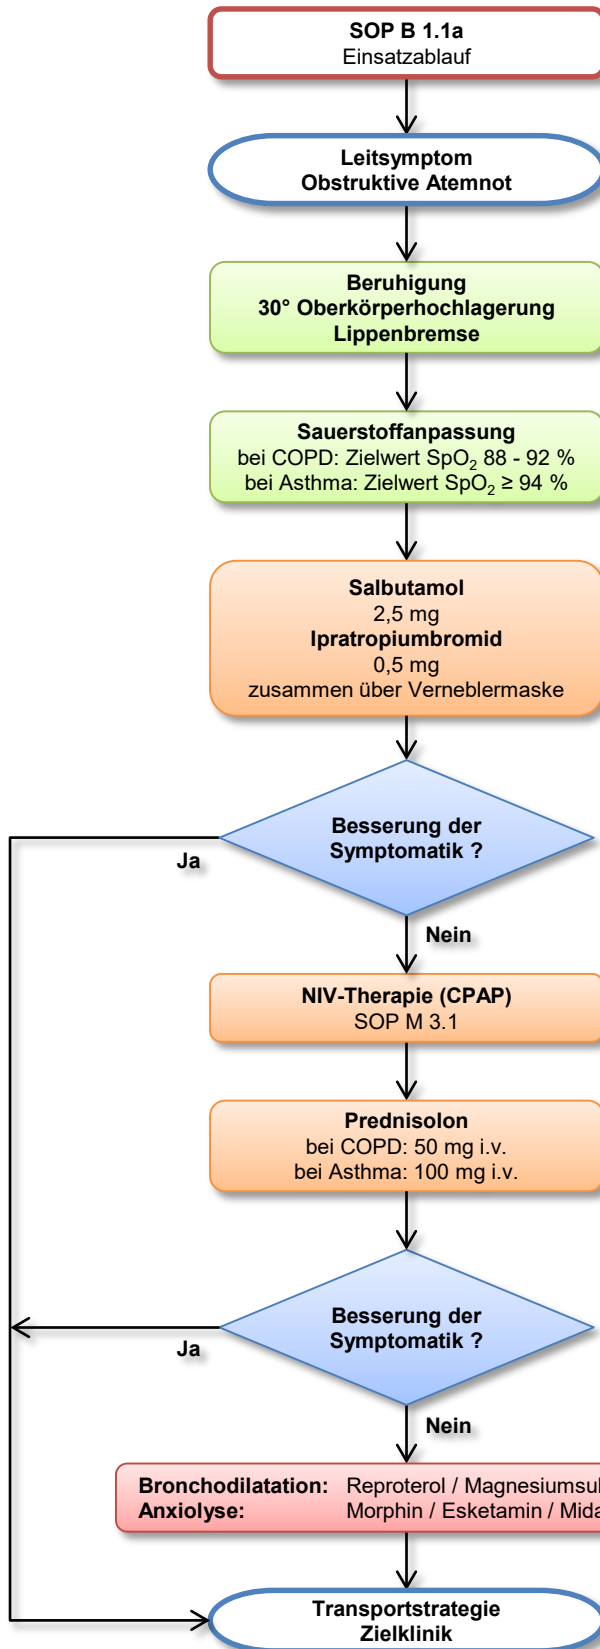 SOP B 1.1a
Einsatzablauf
Leitsymptom
Obstruktive Atemnot
Beruhigung
30° Oberkörperhochlagerung
Lippenbremse
Sauerstoffanpassung
bei COPD: Zielwert SpO₂ 88 - 92 %
bei Asthma: Zielwert SpO₂ ≥ 94 %
Salbutamol
2,5 mg
Ipratropiumbromid
0,5 mg
zusammen über Verneblermaske
Besserung der
Symptomatik ?
Ja
Nein
NIV-Therapie (CPAP)
SOP M 3.1
Prednisolon
bei COPD: 50 mg i.v.
bei Asthma: 100 mg i.v.
Besserung der
Symptomatik ?
Ja
Nein
Bronchodilatation: Reproterol /
Anxiolyse: Morphin / Esketamin /
Transportstrategie
Zielklinik